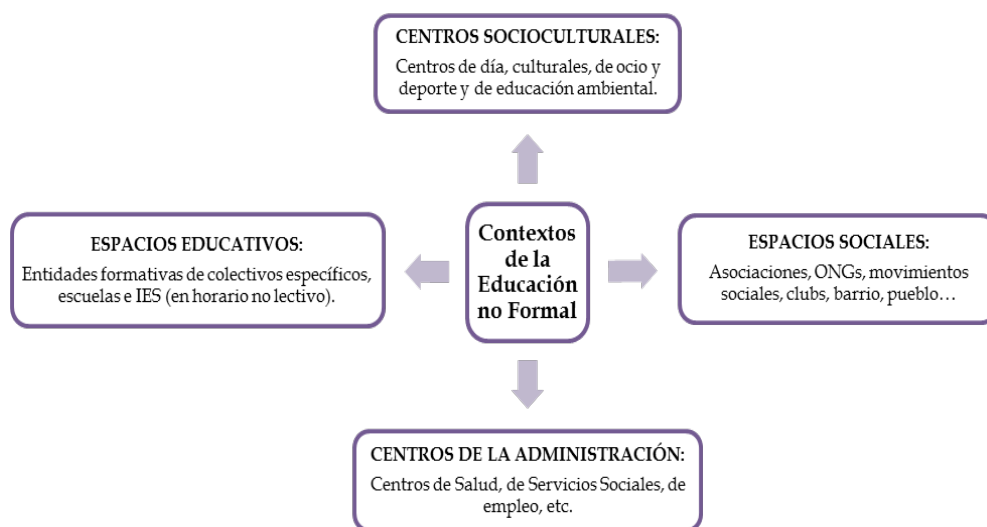 CENTROS SOCIOCULTURALES:
Centros de día, culturales, de ocio y
deporte y de educación ambiental.
ESPACIOS EDUCATIVOS:
Entidades formativas de colectivos específicos,
escuelas e IES (en horario no lectivo).
Contextos
de la
Educación
no Formal
ESPACIOS SOCIALES:
Asociaciones, ONGs, movimientos
sociales, clubs, barrio, pueblo…
CENTROS DE LA ADMINISTRACIÓN:
Centros de Salud, de Servicios Sociales, de
empleo, etc.